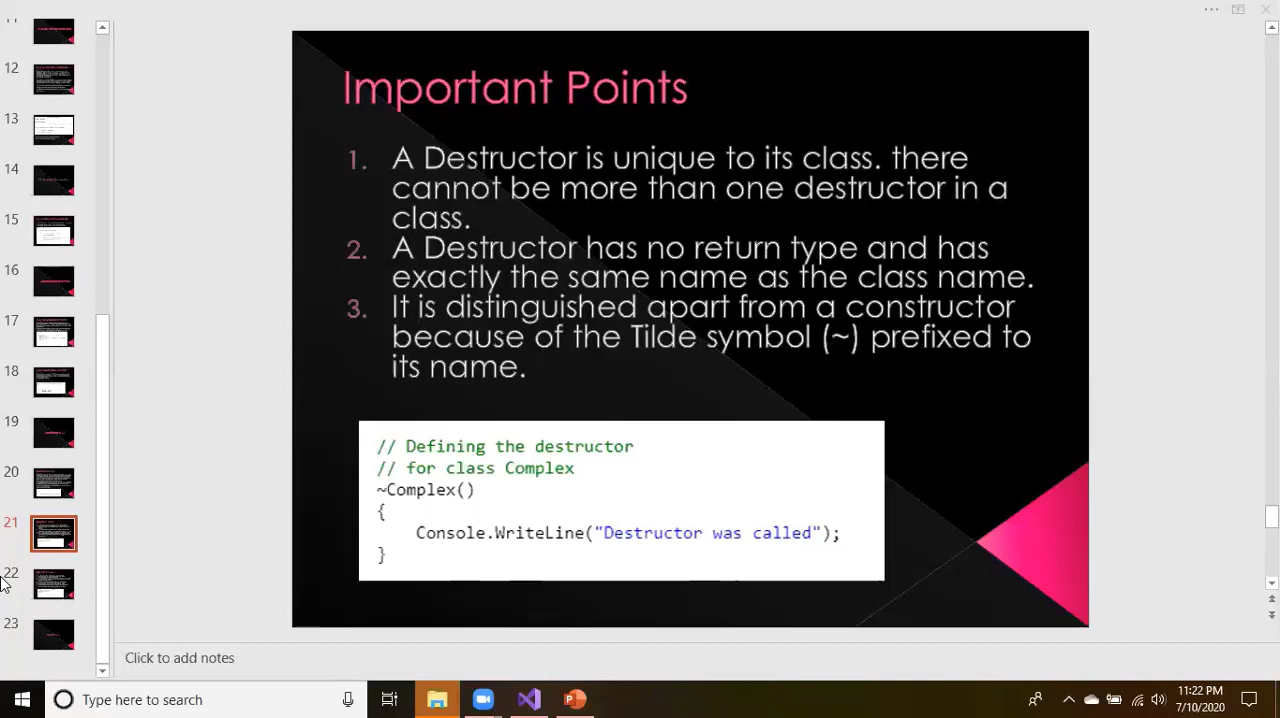 Important Points
1. A Destructor is unique to its class. there
cannot be more than one destructor in a
class.
2. A Destructor has no return type and has
exactly the same name as the class name.
3. It is distinguished apart from a constructor
because of the Tilde symbol (~) prefixed to
its name.
// Defining the destructor
// for class Complex
~Complex()
{
Console.WriteLine("Destructor was called");
}
12
13
14
15
16
17
18
19
20
21
22
23
Click to add notes
Type here to search
11:22 PM
7/10/2020